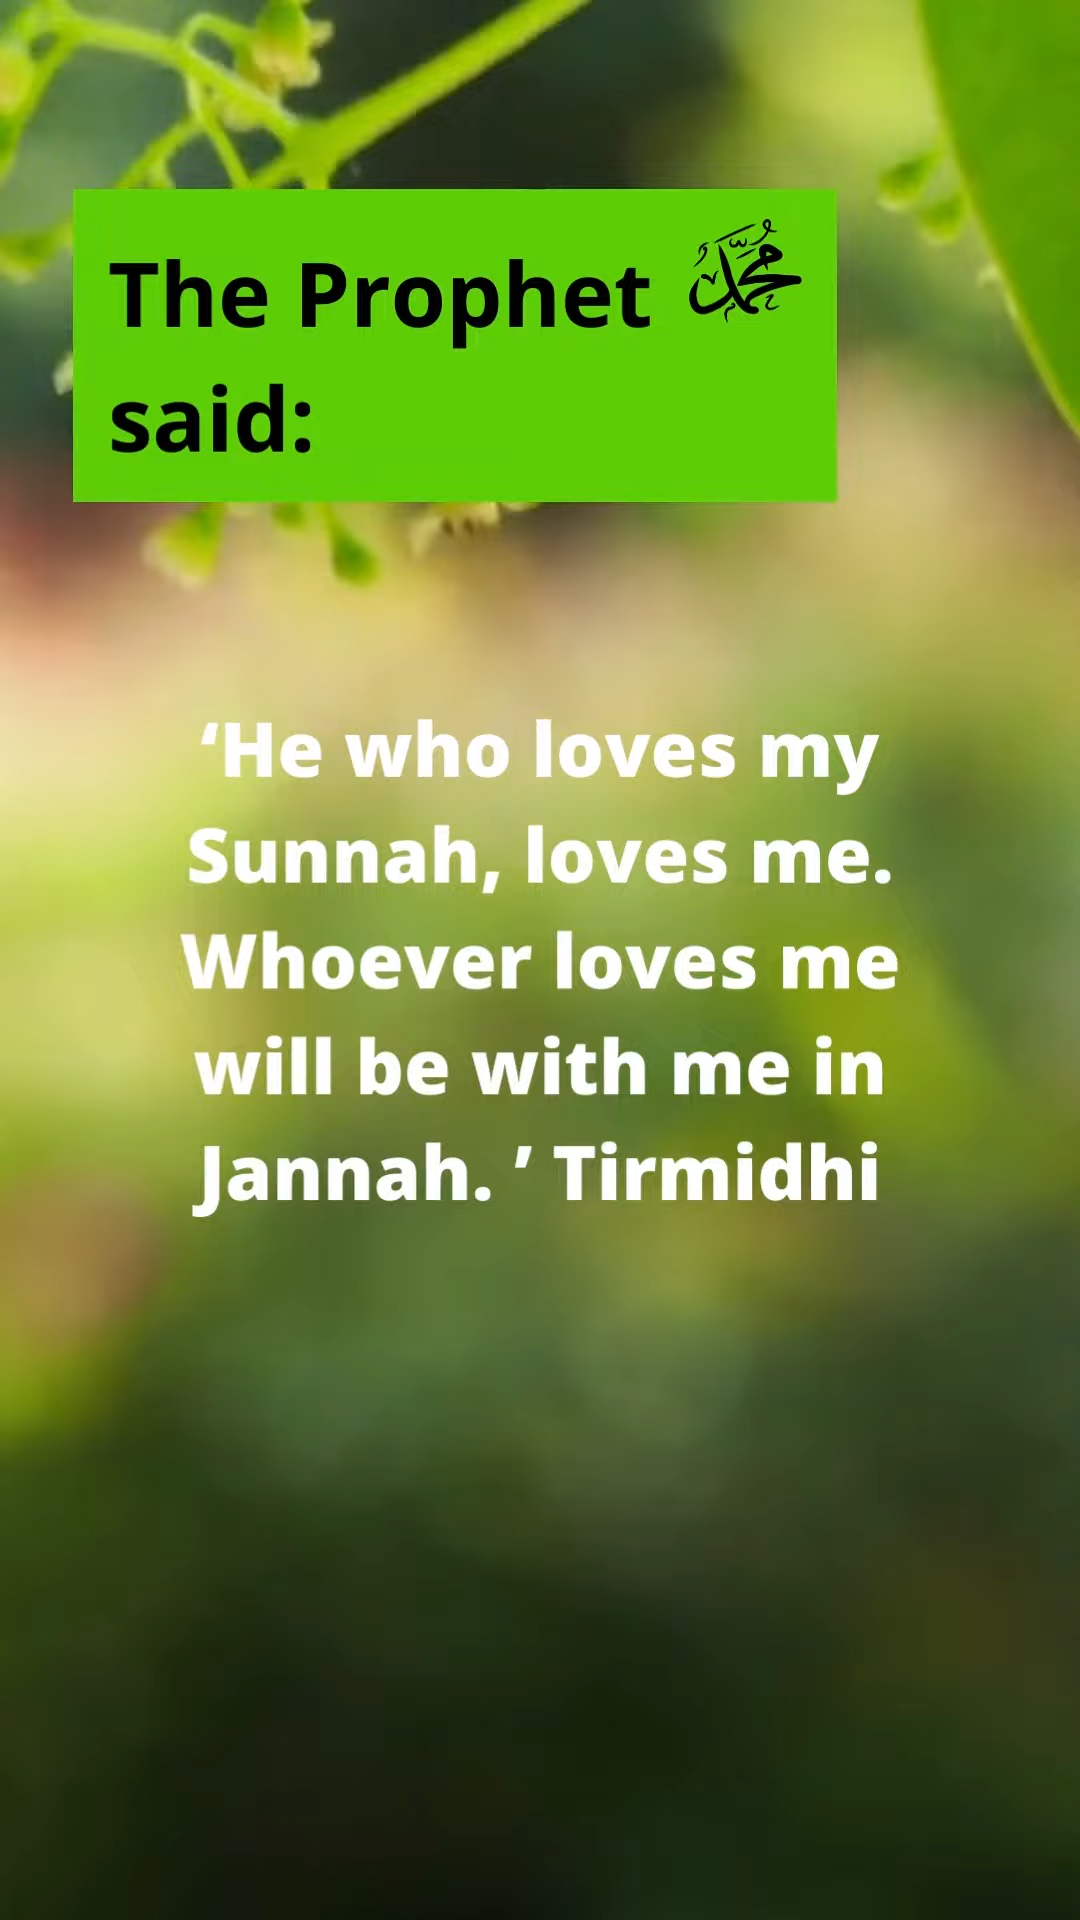 The Prophet محمد
said:
‘He who loves my
Sunnah, loves me.
Whoever loves me
will be with me in
Jannah. ’ Tirmidhi